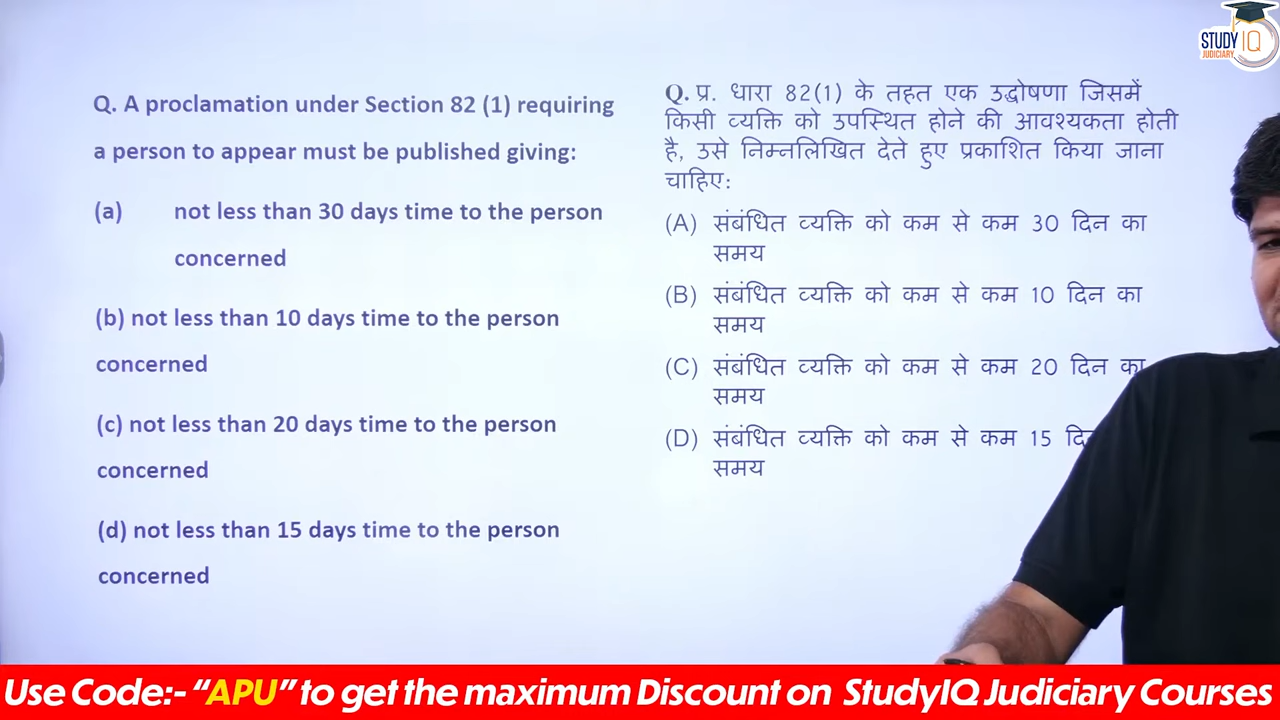 STUDY IQ
JUDICIARY
Q. A proclamation under Section 82 (1) requiring
a person to appear must be published giving:
(a) not less than 30 days time to the person
concerned
(b) not less than 10 days time to the person
concerned
(c) not less than 20 days time to the person
concerned
(d) not less than 15 days time to the person
concerned
Q. प्र. धारा 82(1) के तहत एक उद्घोषणा जिसमें
किसी व्यक्ति को उपस्थित होने की आवश्यकता होती
है, उसे निम्नलिखित देते हुए प्रकाशित किया जाना
चाहिए:
(A) संबंधित व्यक्ति को कम से कम 30 दिन का
समय
(B) संबंधित व्यक्ति को कम से कम 10 दिन का
समय
(C) संबंधित व्यक्ति को कम से कम 20 दिन का
समय
(D) संबंधित व्यक्ति को कम से कम 15
समय
Use Code:- “APU” to get the maximum Discount on StudyIQ Judiciary Courses